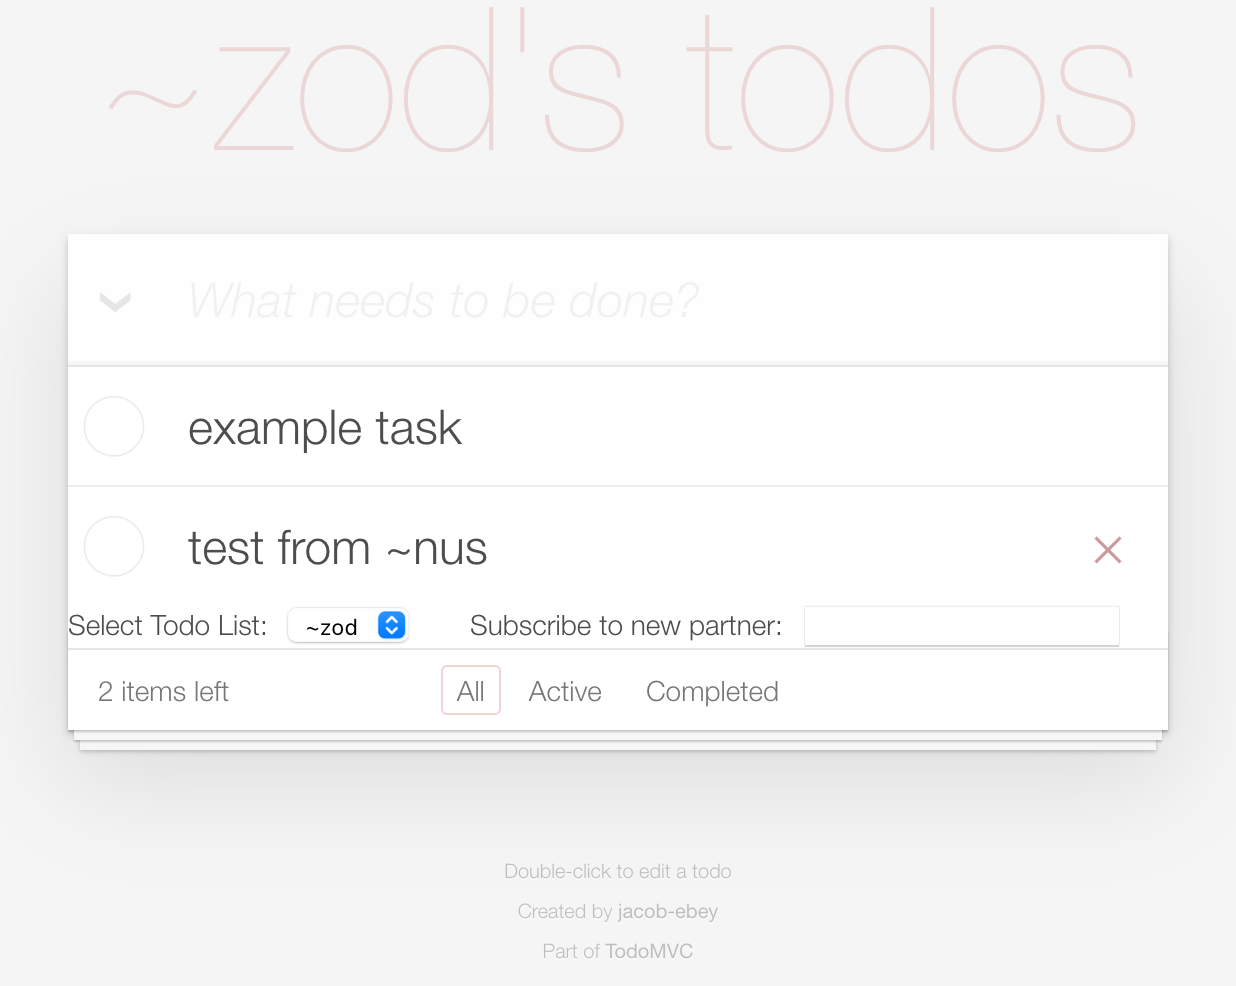 ~zod's todos
What needs to be done?
example task
test from ~nus
Select Todo List: ~zod Subscribe to new partner:
2 items left All Active Completed
Double-click to edit a todo
Created by jacob-ebey
Part of TodoMVC